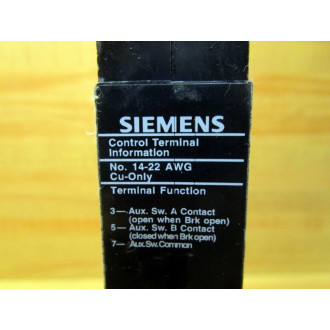 SIEMENS
Control Terminal
Information
No. 14-22 AWG
Cu-Only
Terminal Function
3— Aux. Sw. A Contact
(open when Brk open)
5— Aux. Sw. B Contact
(closed when Brk open)
7— Aux. Sw. Common